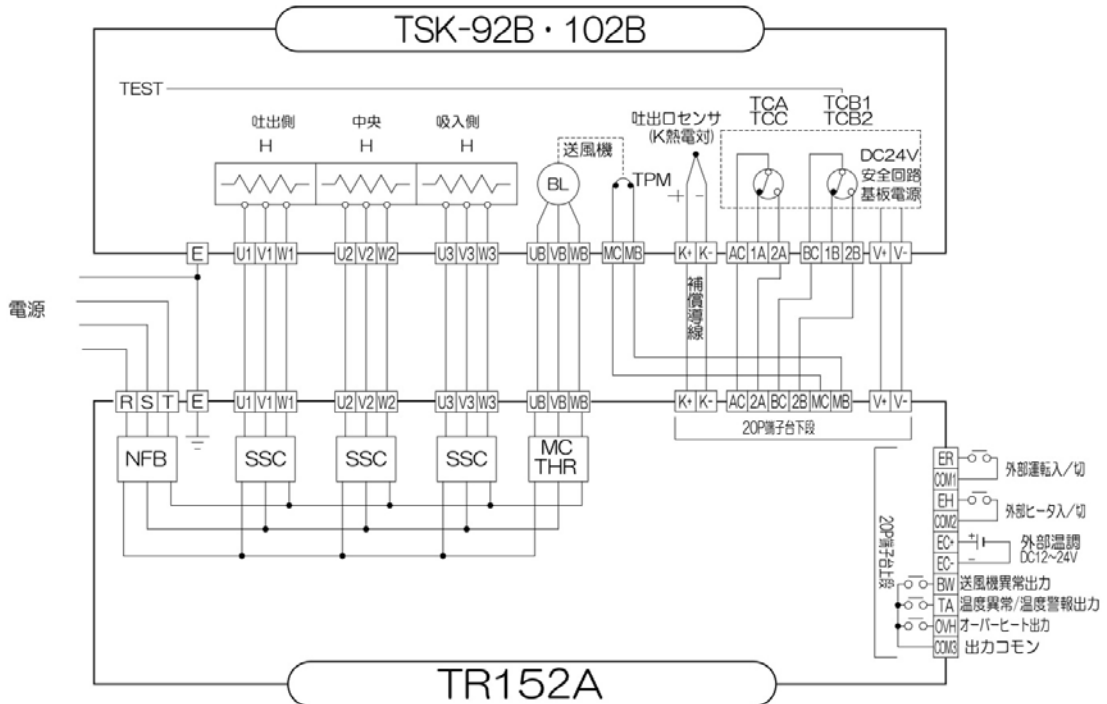 TSK-92B・102B
TEST
吐出側
H
中央
H
吸入側
H
送風機
BL
TPM
吐出口センサ
(K熱電対)
+ -
TCA
TCC
TCB1
TCB2
DC24V
安全回路
基板電源
E U1 V1 W1 U2 V2 W2 U3 V3 W3 UB VB WB MC MB K+ K- AC 1A 2A BC 1B 2B V+ V-
電源
補償導線
R S T E U1 V1 W1 U2 V2 W2 U3 V3 W3 UB VB WB K+ K- AC 2A BC 2B MC MB V+ V-
20P端子台下段
NFB
SSC
SSC
SSC
MC
THR
20P端子台上段
ER
COM1
外部運転入/切
EH
COM2
外部ヒータ入/切
EC+
EC-
+
-
外部温調
DC12~24V
BW 送風機異常出力
TA 温度異常/温度警報出力
OVH オーバーヒート出力
COM3 出力コモン
TR152A